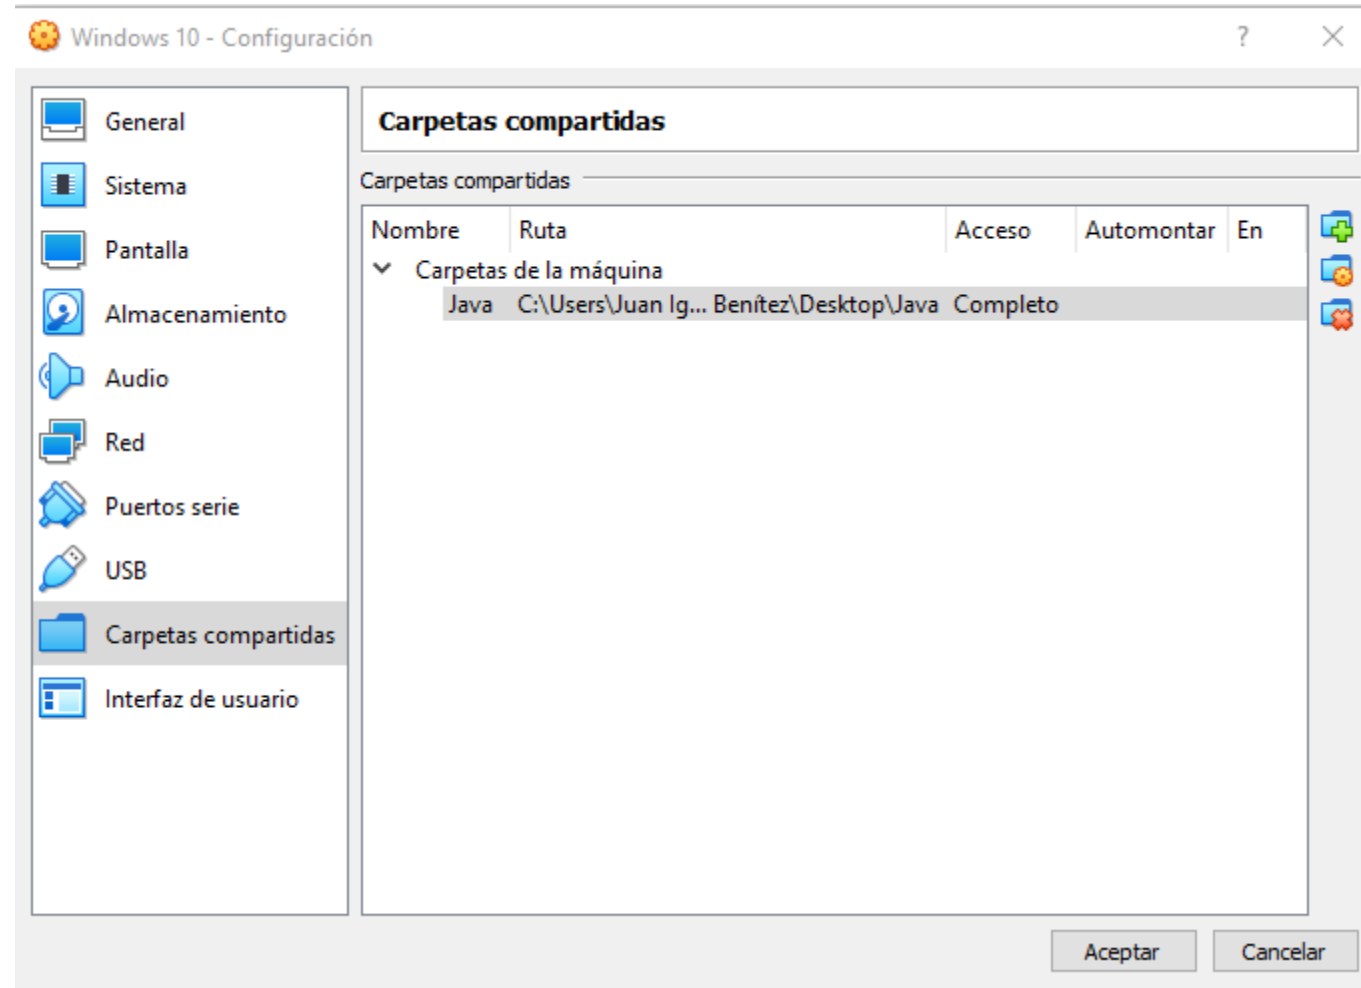 Windows 10 - Configuración
?
General
Sistema
Pantalla
Almacenamiento
Audio
Red
Puertos serie
USB
Carpetas compartidas
Interfaz de usuario
Carpetas compartidas
Carpetas compartidas
Nombre Ruta Acceso Automontar En
Carpetas de la máquina
Java C:\Users\Juan Ig... Benítez\Desktop\Java Completo
Aceptar Cancelar